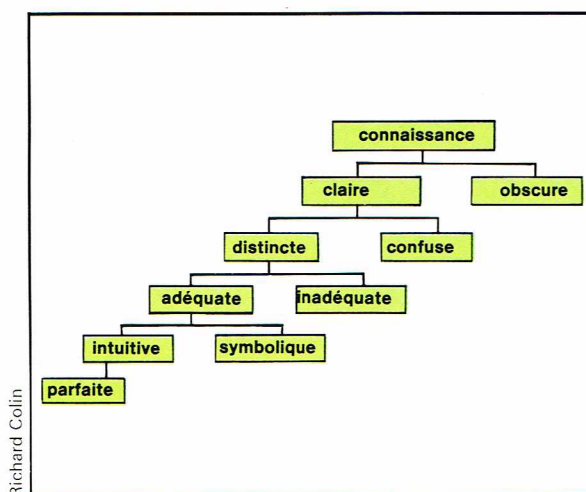 connaissance
claire
obscure
distincte
confuse
adéquate
inadéquate
intuitive
symbolique
parfaite
Richard Colin